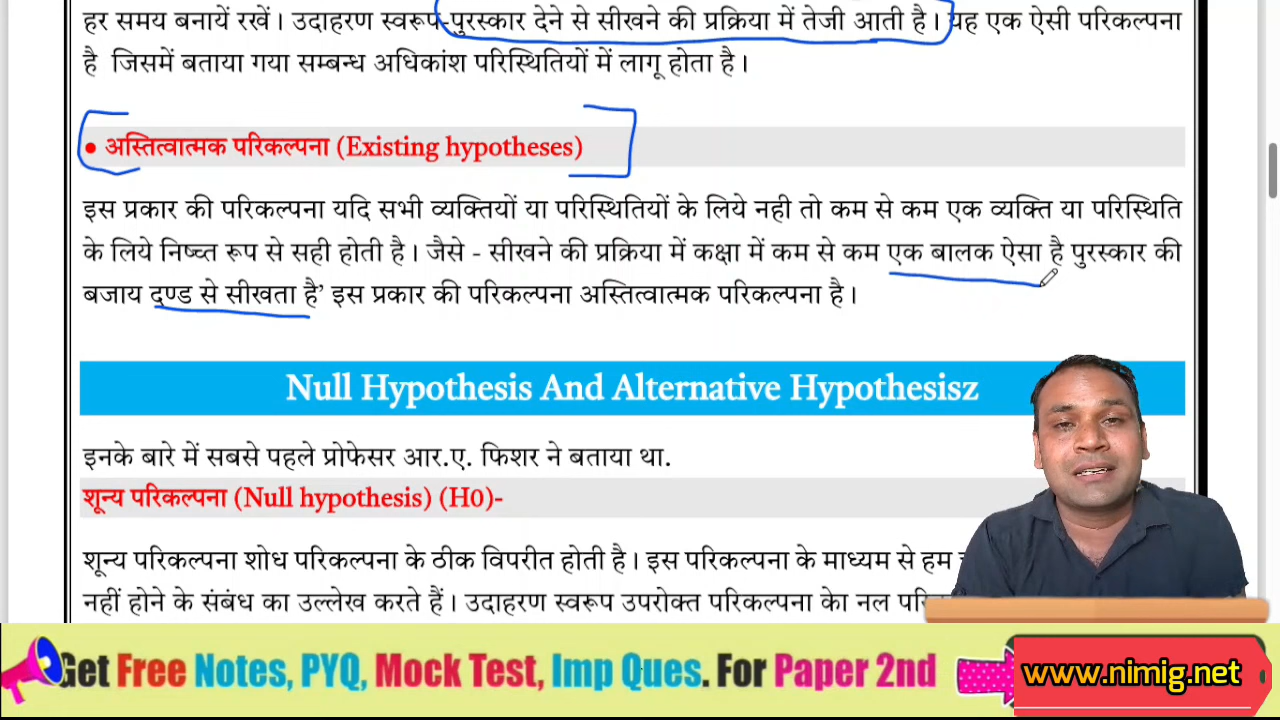 हर समय बनायें रखें। उदाहरण स्वरूप-पुरस्कार देने से सीखने की प्रक्रिया में तेजी आती है। यह एक ऐसी परिकल्पना
है जिसमें बताया गया सम्बन्ध अधिकांश परिस्थितियों में लागू होता है।
• अस्तित्वात्मक परिकल्पना (Existing hypotheses)
इस प्रकार की परिकल्पना यदि सभी व्यक्तियों या परिस्थितियों के लिये नही तो कम से कम एक व्यक्ति या परिस्थिति
के लिये निष्च्त रूप से सही होती है। जैसे - सीखने की प्रक्रिया में कक्षा में कम से कम एक बालक ऐसा है पुरस्कार की
बजाय दण्ड से सीखता है’ इस प्रकार की परिकल्पना अस्तित्वात्मक परिकल्पना है।
Null Hypothesis And Alternative Hypothesisz
इनके बारे में सबसे पहले प्रोफेसर आर.ए. फिशर ने बताया था.
शून्य परिकल्पना (Null hypothesis) (H0)-
शून्य परिकल्पना शोध परिकल्पना के ठीक विपरीत होती है। इस परिकल्पना के माध्यम से हम
नहीं होने के संबंध का उल्लेख करते हैं। उदाहरण स्वरूप उपरोक्त परिकल्पना केा नल
Get Free Notes, PYQ, Mock Test, Imp Ques. For Paper 2nd
www.nimig.net